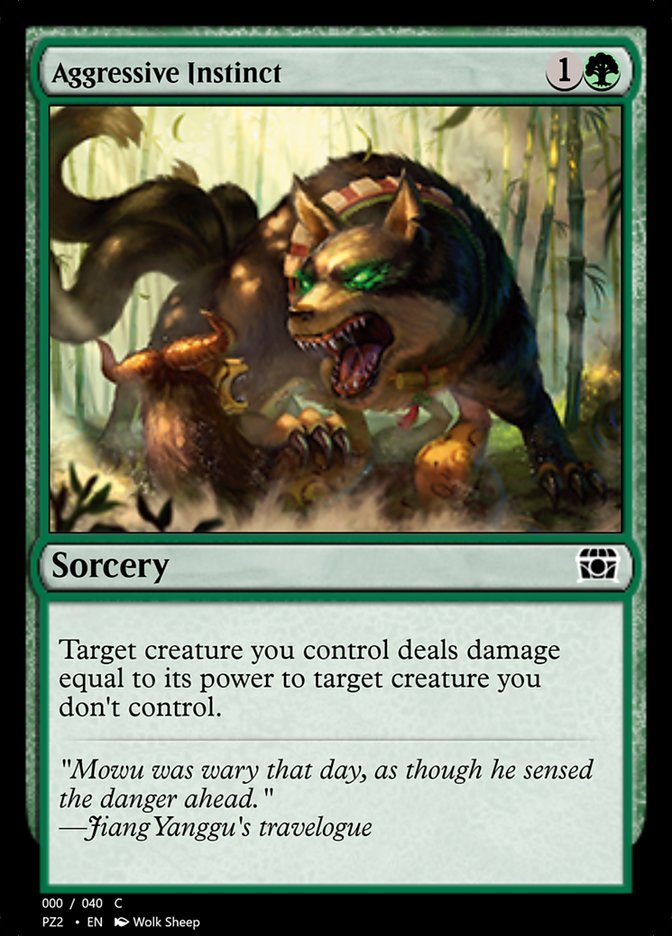 Aggressive Instinct 1
Sorcery
Target creature you control deals damage
equal to its power to target creature you
don't control.
"Mowu was wary that day, as though he sensed
the danger ahead."
—Jiang Yanggu's travelogue
000 / 040 C
PZ2 • EN Wolk Sheep